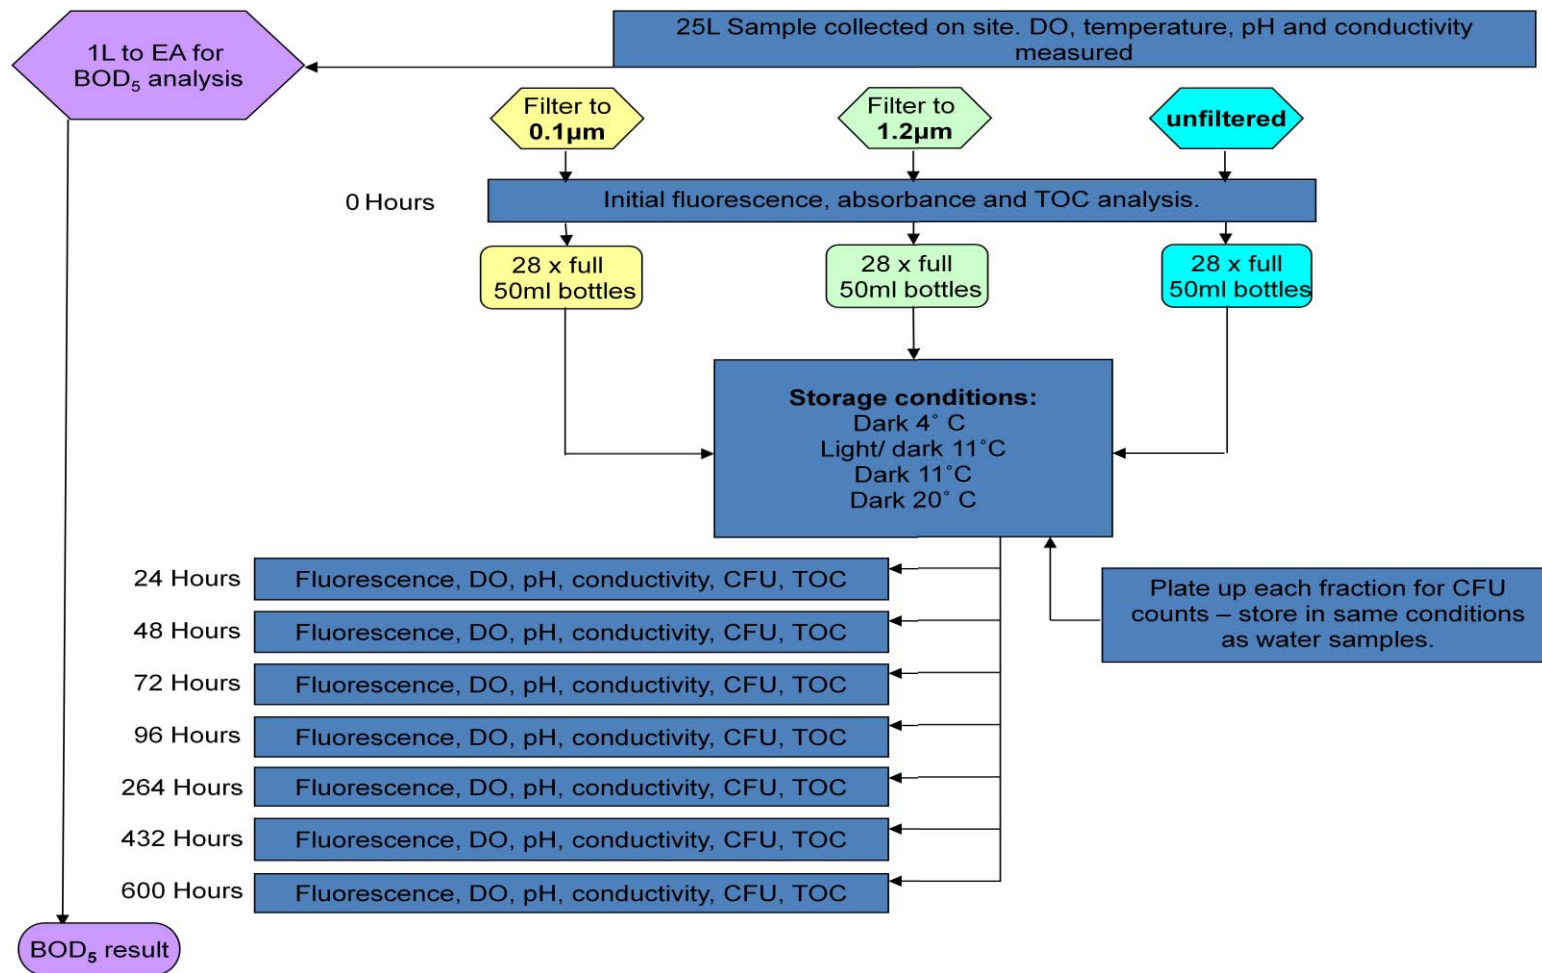 25L Sample collected on site. DO, temperature, pH and conductivity
measured
1L to EA for
BOD₅ analysis
Filter to
0.1µm
Filter to
1.2µm
unfiltered
0 Hours
Initial fluorescence, absorbance and TOC analysis.
28 x full
50ml bottles
28 x full
50ml bottles
28 x full
50ml bottles
Storage conditions:
Dark 4˚ C
Light/ dark 11˚C
Dark 11˚C
Dark 20˚ C
Plate up each fraction for CFU
counts – store in same conditions
as water samples.
24 Hours
Fluorescence, DO, pH, conductivity, CFU, TOC
48 Hours
Fluorescence, DO, pH, conductivity, CFU, TOC
72 Hours
Fluorescence, DO, pH, conductivity, CFU, TOC
96 Hours
Fluorescence, DO, pH, conductivity, CFU, TOC
264 Hours
Fluorescence, DO, pH, conductivity, CFU, TOC
432 Hours
Fluorescence, DO, pH, conductivity, CFU, TOC
600 Hours
Fluorescence, DO, pH, conductivity, CFU, TOC
BOD₅ result